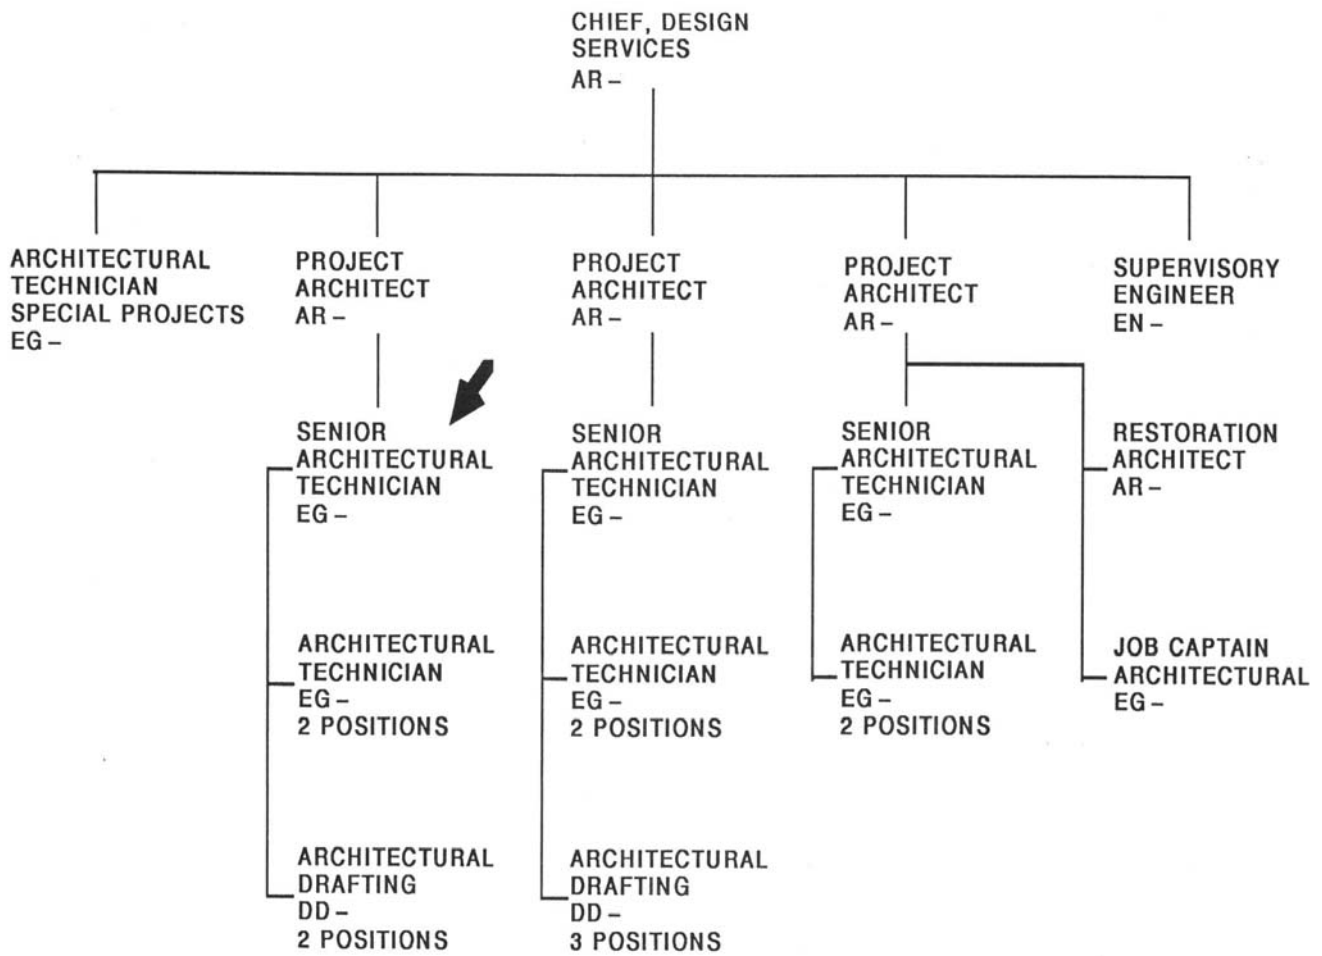 CHIEF, DESIGN
SERVICES
AR –
ARCHITECTURAL
TECHNICIAN
SPECIAL PROJECTS
EG –
PROJECT
ARCHITECT
AR –
PROJECT
ARCHITECT
AR –
PROJECT
ARCHITECT
AR –
SUPERVISORY
ENGINEER
EN –
SENIOR
ARCHITECTURAL
TECHNICIAN
EG –
SENIOR
ARCHITECTURAL
TECHNICIAN
EG –
SENIOR
ARCHITECTURAL
TECHNICIAN
EG –
RESTORATION
ARCHITECT
AR –
ARCHITECTURAL
TECHNICIAN
EG –
2 POSITIONS
ARCHITECTURAL
TECHNICIAN
EG –
2 POSITIONS
ARCHITECTURAL
TECHNICIAN
EG –
2 POSITIONS
JOB CAPTAIN
ARCHITECTURAL
EG –
ARCHITECTURAL
DRAFTING
DD –
2 POSITIONS
ARCHITECTURAL
DRAFTING
DD –
3 POSITIONS